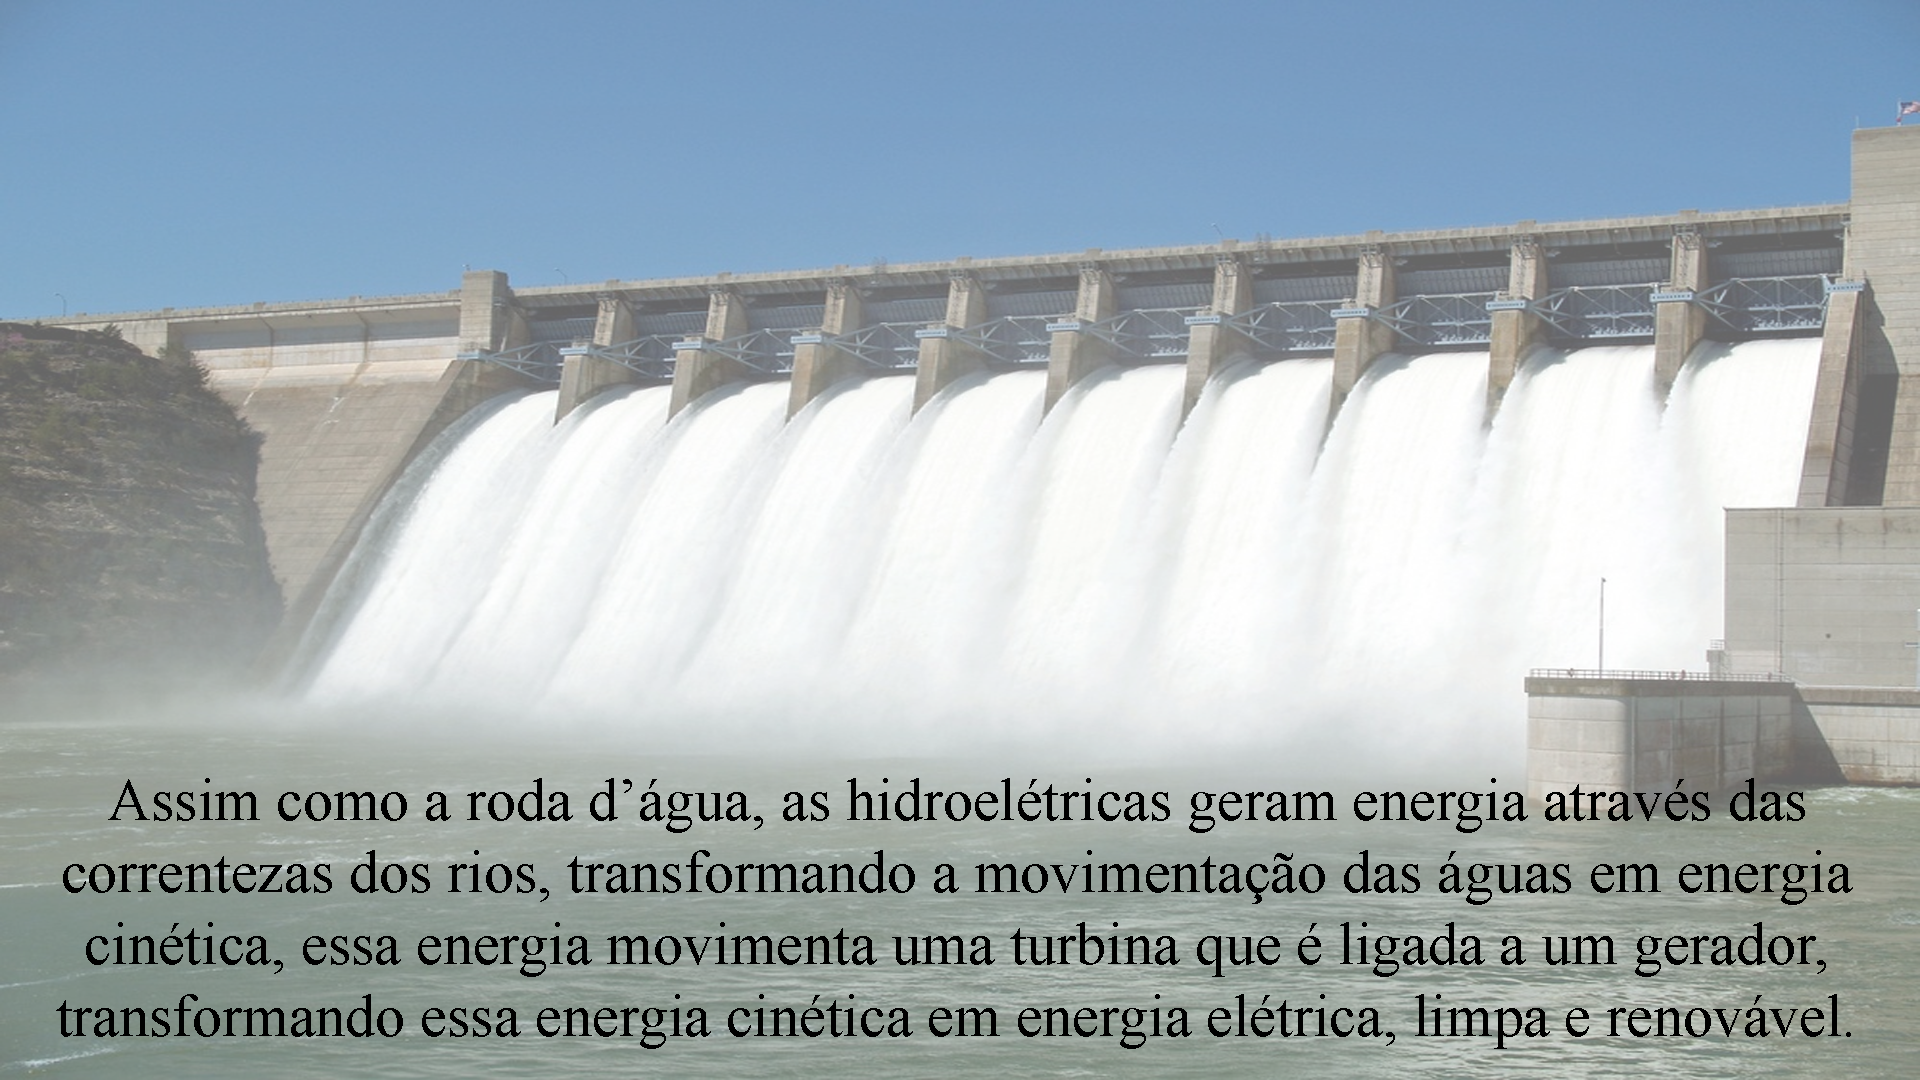 Assim como a roda d’água, as hidroelétricas geram energia através das
correntezas dos rios, transformando a movimentação das águas em energia
cinética, essa energia movimenta uma turbina que é ligada a um gerador,
transformando essa energia cinética em energia elétrica, limpa e renovável.